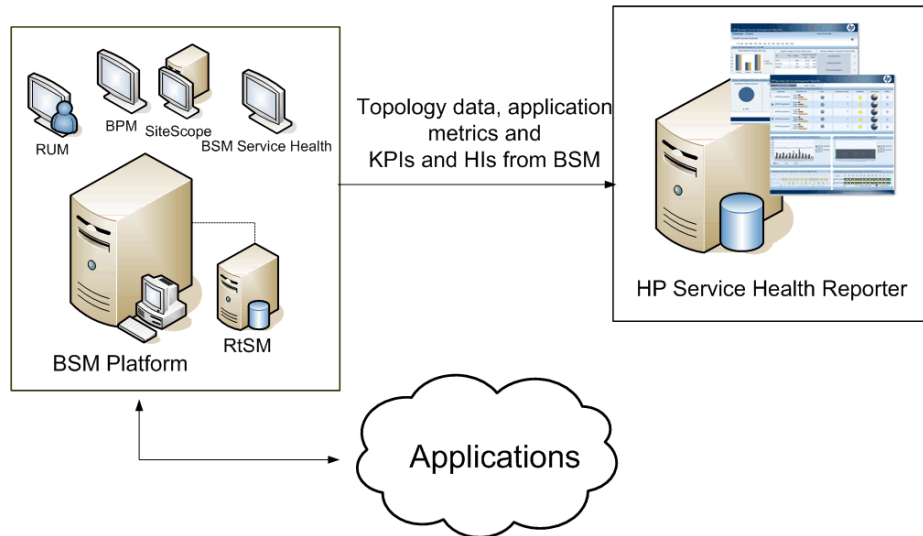 RUM
BPM
SiteScope
BSM Service Health
BSM Platform
RtSM
Topology data, application
metrics and
KPIs and HIs from BSM
HP Service Health Reporter
Applications